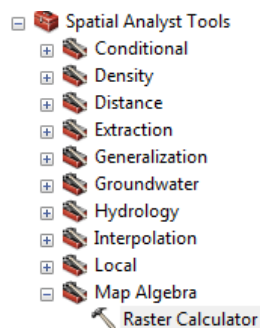 Spatial Analyst Tools
Conditional
Density
Distance
Extraction
Generalization
Groundwater
Hydrology
Interpolation
Local
Map Algebra
Raster Calculator